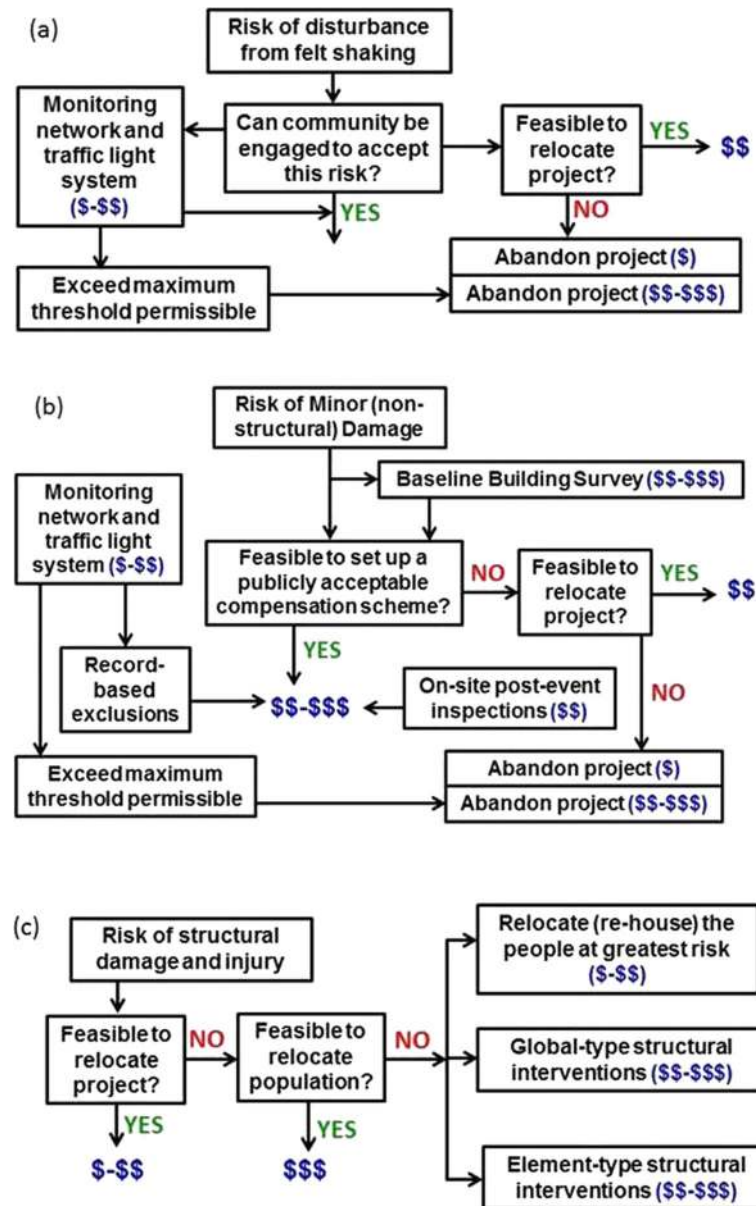 (a)
Risk of disturbance
from felt shaking
Monitoring
network and
traffic light
system
($-$$)
Can community be
engaged to accept
this risk?
Feasible to
relocate
project?
YES
$$
YES
NO
Abandon project ($)
Abandon project ($$-$$$)
Exceed maximum
threshold permissible
(b)
Risk of Minor (non-
structural) Damage
Baseline Building Survey ($$-$$$)
Monitoring
network and
traffic light
system ($-$$)
Feasible to set up a
publicly acceptable
compensation scheme?
NO
Feasible to
relocate
project?
YES
$$
YES
NO
Record-
based
exclusions
$$-$$$
On-site post-event
inspections ($$)
Abandon project ($)
Abandon project ($$-$$$)
Exceed maximum
threshold permissible
(c)
Risk of structural
damage and injury
Feasible to
relocate
project?
NO
Feasible to
relocate
population?
NO
YES
$-$$
YES
$$$
Relocate (re-house) the
people at greatest risk
($-$$)
Global-type structural
interventions ($$-$$$)
Element-type structural
interventions ($$-$$$)